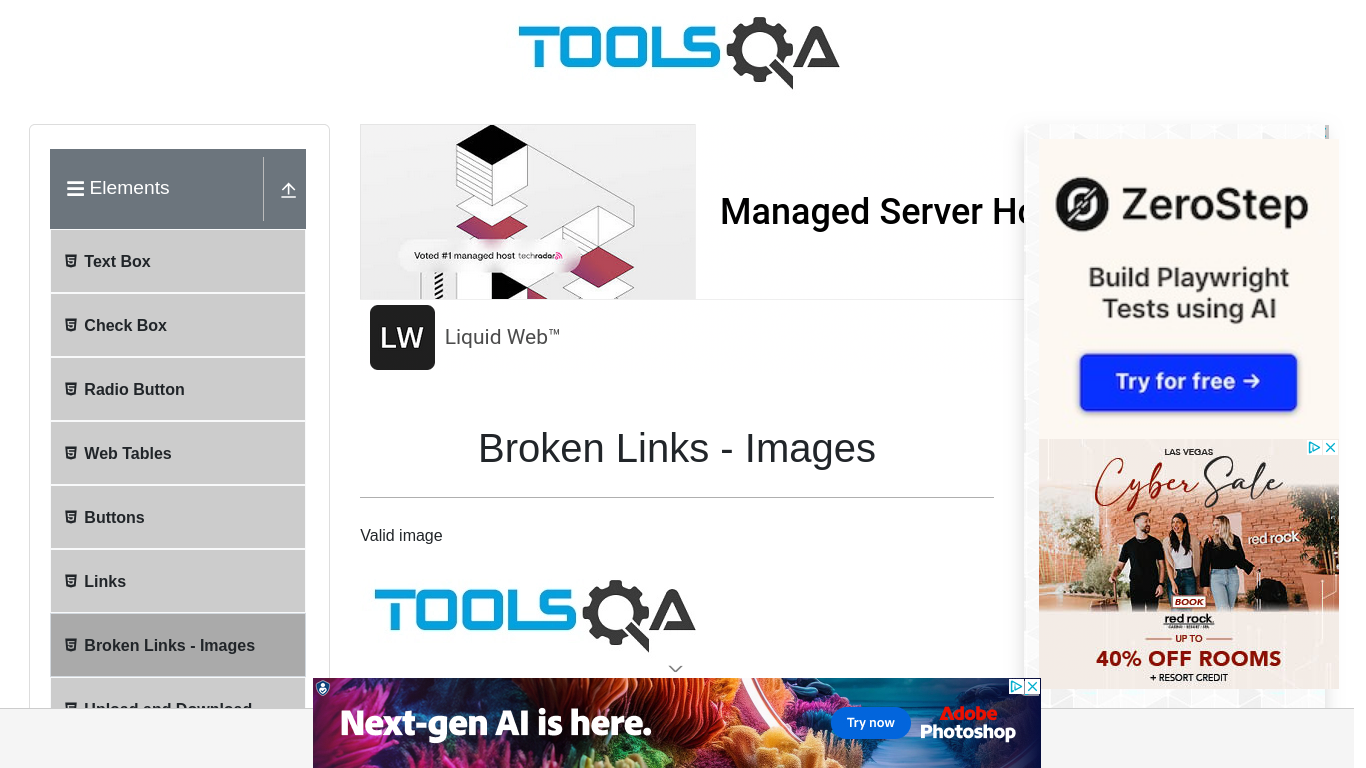 TOOLSQA
Elements
Text Box
Check Box
Radio Button
Web Tables
Buttons
Links
Broken Links - Images
Upload and Download
Voted #1 managed host techradar
Managed Server Ho
LW
Liquid Web™
Broken Links - Images
Valid image
TOOLSQA
ZeroStep
Build Playwright
Tests using AI
Try for free →
LAS VEGAS
Cyber Sale
red rock
BOOK
red rock
UP TO
40% OFF ROOMS
+ RESORT CREDIT
Next-gen AI is here.
Try now
Adobe
Photoshop